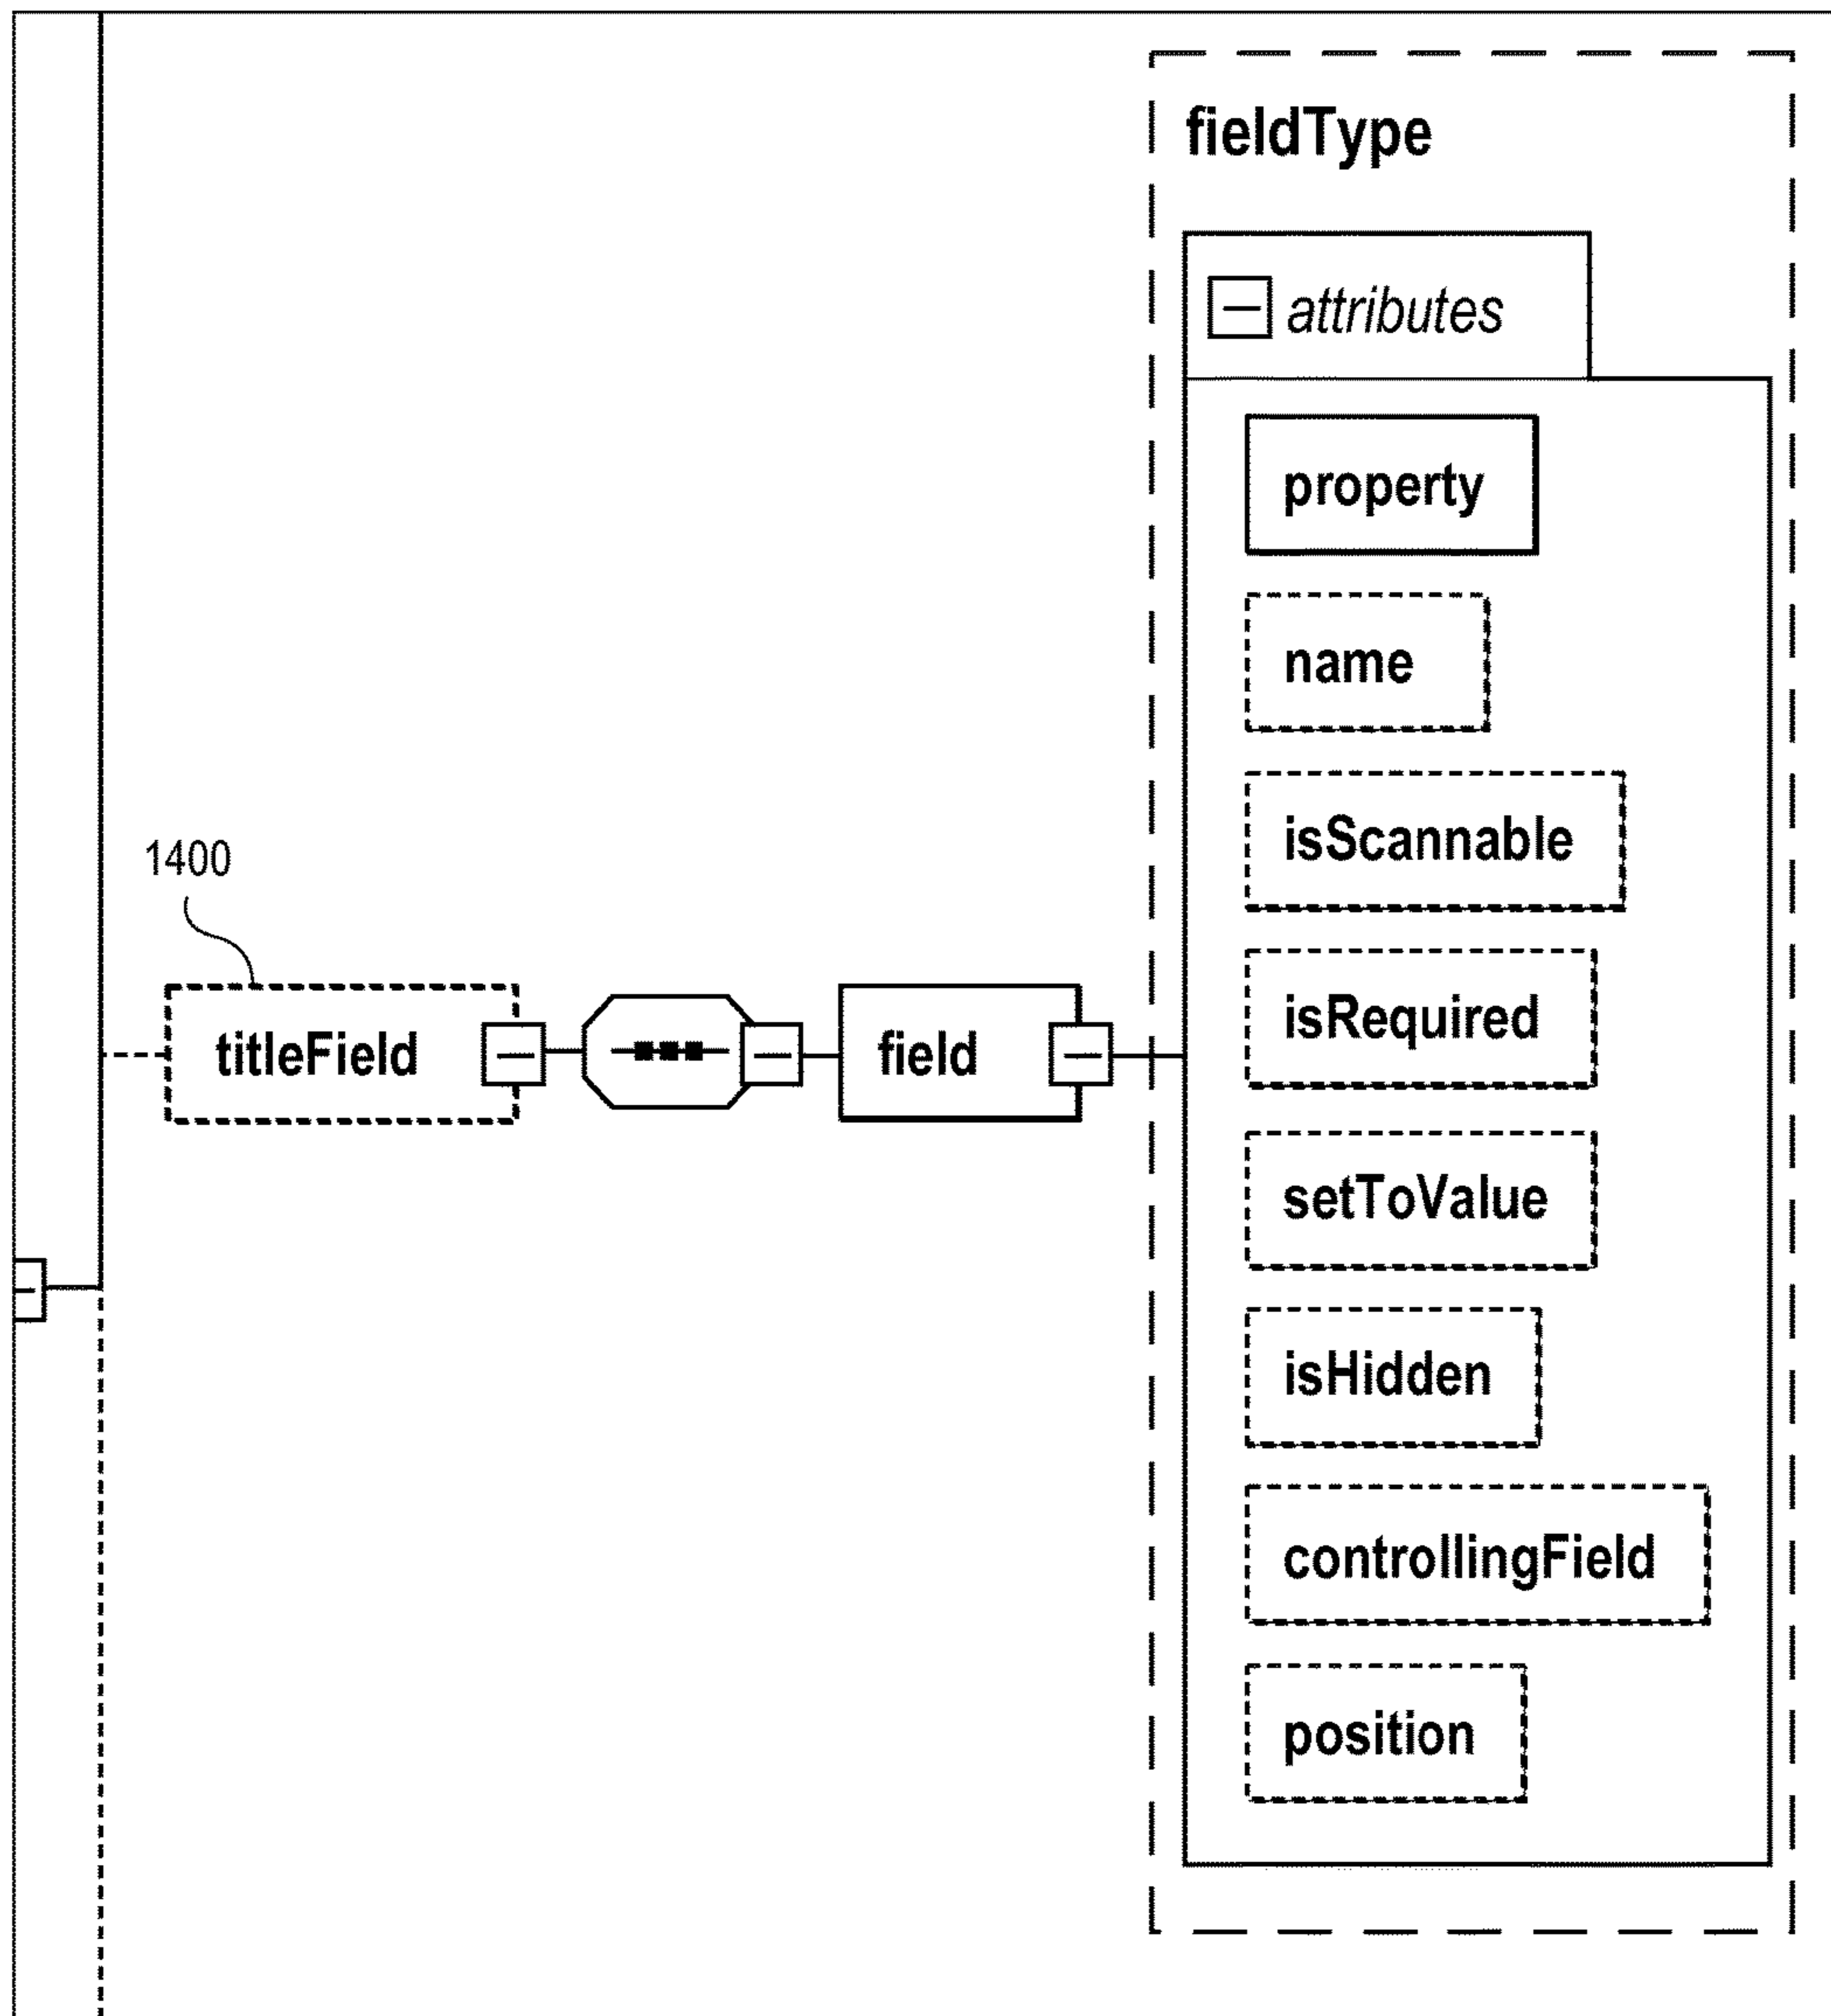 fieldType
attributes
property
name
isScannable
1400
isRequired
titleField
field
setToValue
isHidden
controllingField
position